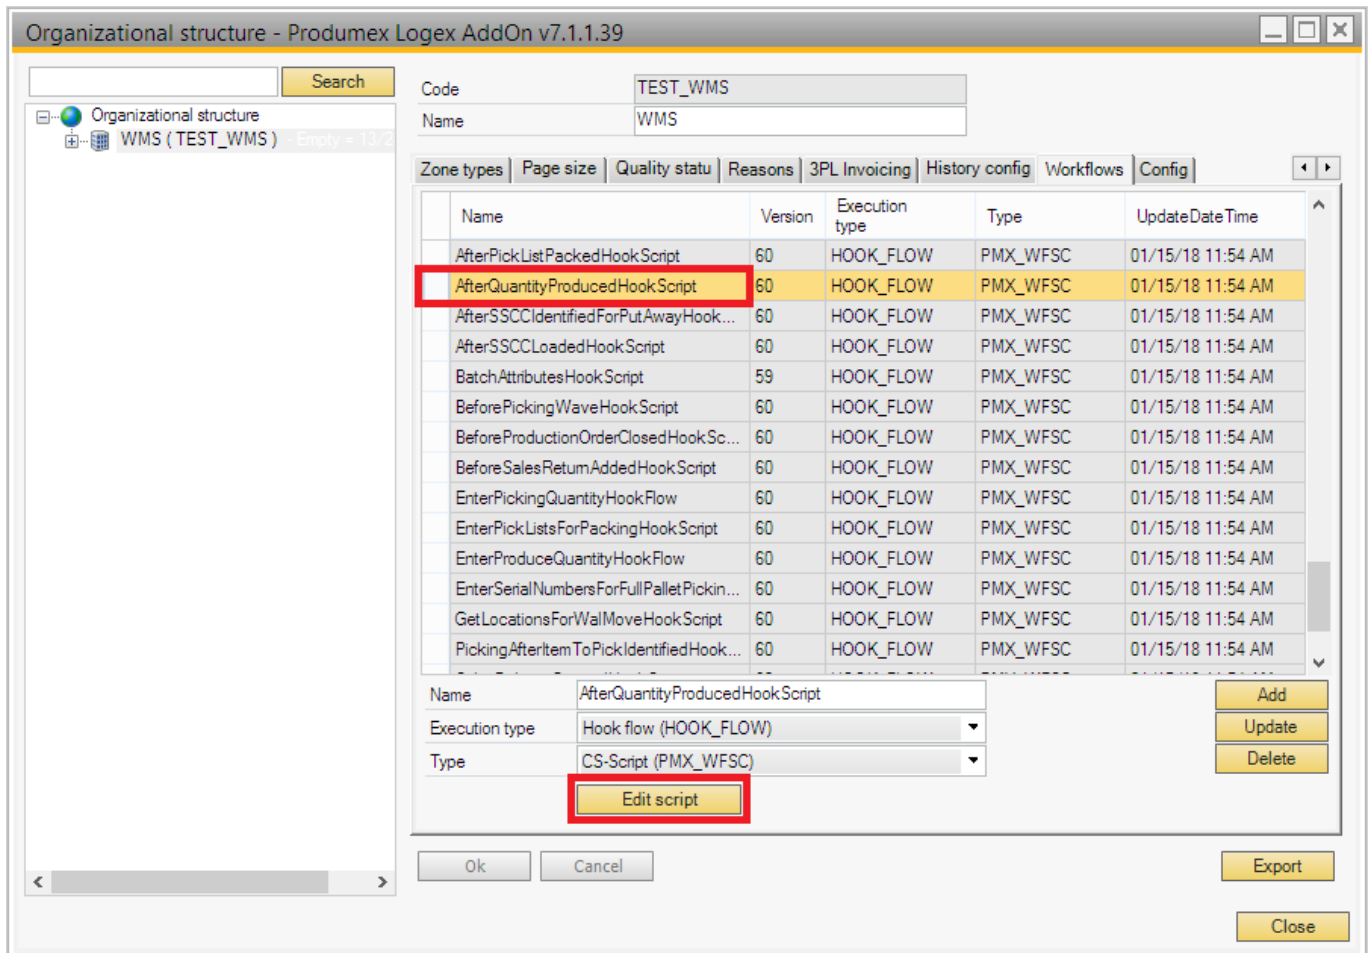 Organizational structure - Produmex Logex AddOn v7.1.1.39
Search
Organizational structure
WMS ( TEST_WMS ) - Empty = 13/2
Code TEST_WMS
Name WMS
Zone types Page size Quality statu Reasons 3PL Invoicing History config Workflows Config
Name Version Execution type Type UpdateDateTime
AfterPickListPackedHookScript 60 HOOK_FLOW PMX_WFSC 01/15/18 11:54 AM
AfterQuantityProducedHookScript 60 HOOK_FLOW PMX_WFSC 01/15/18 11:54 AM
AfterSSCCIdentifiedForPutAwayHook... 60 HOOK_FLOW PMX_WFSC 01/15/18 11:54 AM
AfterSSCCLoadedHookScript 60 HOOK_FLOW PMX_WFSC 01/15/18 11:54 AM
BatchAttributesHookScript 59 HOOK_FLOW PMX_WFSC 01/15/18 11:54 AM
BeforePickingWaveHookScript 60 HOOK_FLOW PMX_WFSC 01/15/18 11:54 AM
BeforeProductionOrderClosedHookSc... 60 HOOK_FLOW PMX_WFSC 01/15/18 11:54 AM
BeforeSalesReturnAddedHookScript 60 HOOK_FLOW PMX_WFSC 01/15/18 11:54 AM
EnterPickingQuantityHookFlow 60 HOOK_FLOW PMX_WFSC 01/15/18 11:54 AM
EnterPickListsForPackingHookScript 60 HOOK_FLOW PMX_WFSC 01/15/18 11:54 AM
EnterProduceQuantityHookFlow 60 HOOK_FLOW PMX_WFSC 01/15/18 11:54 AM
EnterSerialNumbersForFullPalletPickin... 60 HOOK_FLOW PMX_WFSC 01/15/18 11:54 AM
GetLocationsForWalMoveHookScript 60 HOOK_FLOW PMX_WFSC 01/15/18 11:54 AM
PickingAfterItemToPickIdentifiedHook... 60 HOOK_FLOW PMX_WFSC 01/15/18 11:54 AM
Name AfterQuantityProducedHookScript Add
Execution type Hook flow (HOOK_FLOW) Update
Type CS-Script (PMX_WFSC) Delete
Edit script
Ok Cancel Export
Close